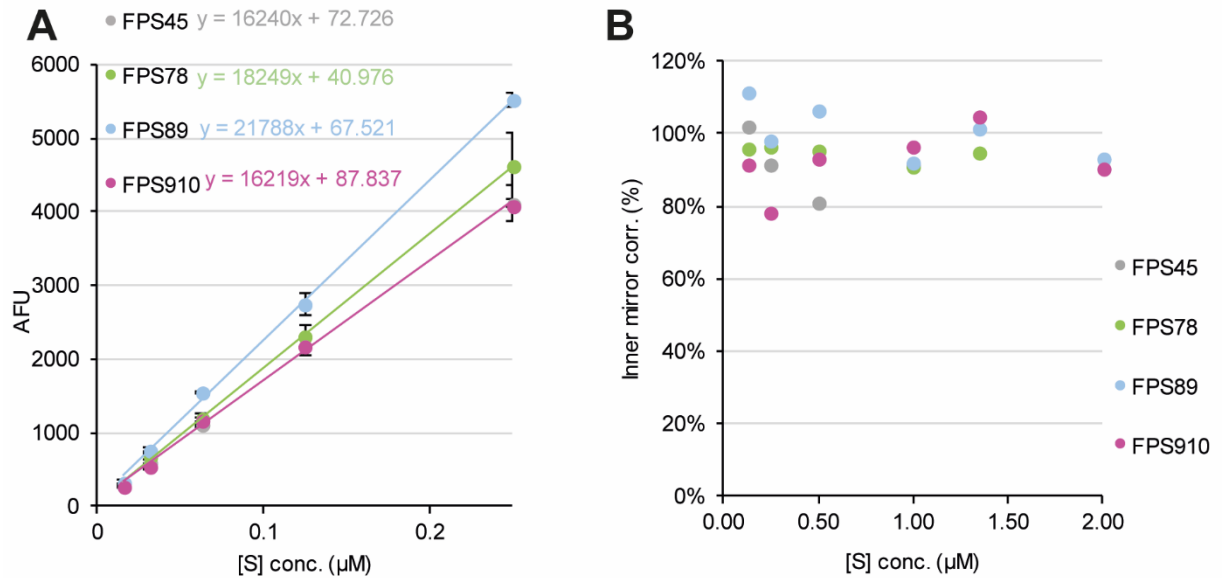 A
FPS45 y = 16240x + 72.726
FPS78 y = 18249x + 40.976
FPS89 y = 21788x + 67.521
FPS910 y = 16219x + 87.837
6000
5000
4000
3000
2000
1000
0
AFU
0 0.1 0.2
[S] conc. (µM)
B
120%
100%
80%
60%
40%
20%
0%
Inner mirror corr. (%)
0.00 0.50 1.00 1.50 2.00
[S] conc. (µM)
FPS45
FPS78
FPS89
FPS910